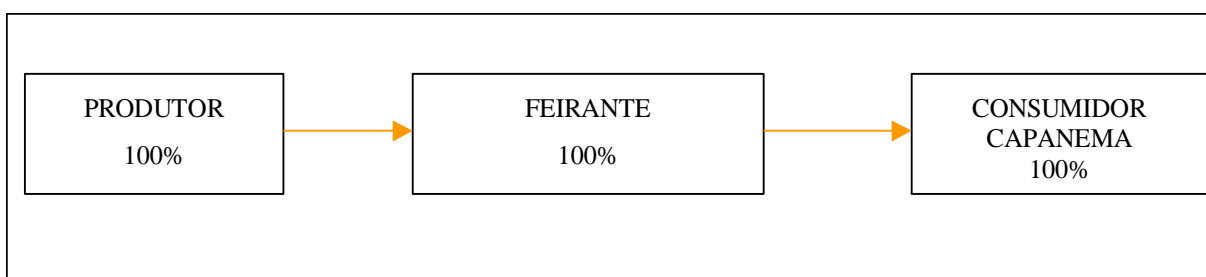 PRODUTOR
100%
FEIRANTE
100%
CONSUMIDOR
CAPANEMA
100%